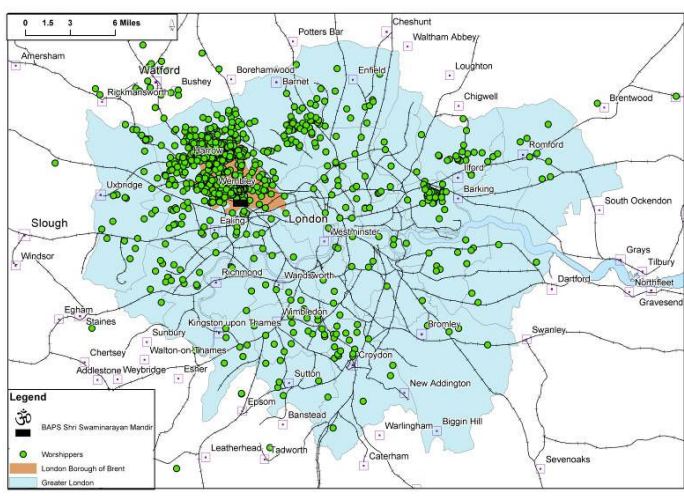 0 1.5 3 6 Miles
Cheshunt
Potters Bar
Waltham Abbey
Amersham
Watford
Bushey
Borehamwood
Enfield
Loughton
Barnet
Rickmansworth
Chigwell
Brentwood
Harrow
Romford
Wembley
Ilford
Uxbridge
Barking
South Ockendon
Slough
Ealing
London
Westminster
Windsor
Grays
Tilbury
Richmond
Wandsworth
Dartford
Northfleet
Gravesend
Egham
Staines
Wimbledon
Kingston upon Thames
Bromley
Sunbury
Swanley
Walton-on-Thames
Chertsey
Croydon
Addlestone
Weybridge
Esher
Sutton
New Addington
Epsom
Banstead
Warlingham
Biggin Hill
Leatherhead
Tadworth
Caterham
Sevenoaks
Legend
ॐ
BAPS Shri Swaminarayan Mandir
Worshippers
London Borough of Brent
Greater London